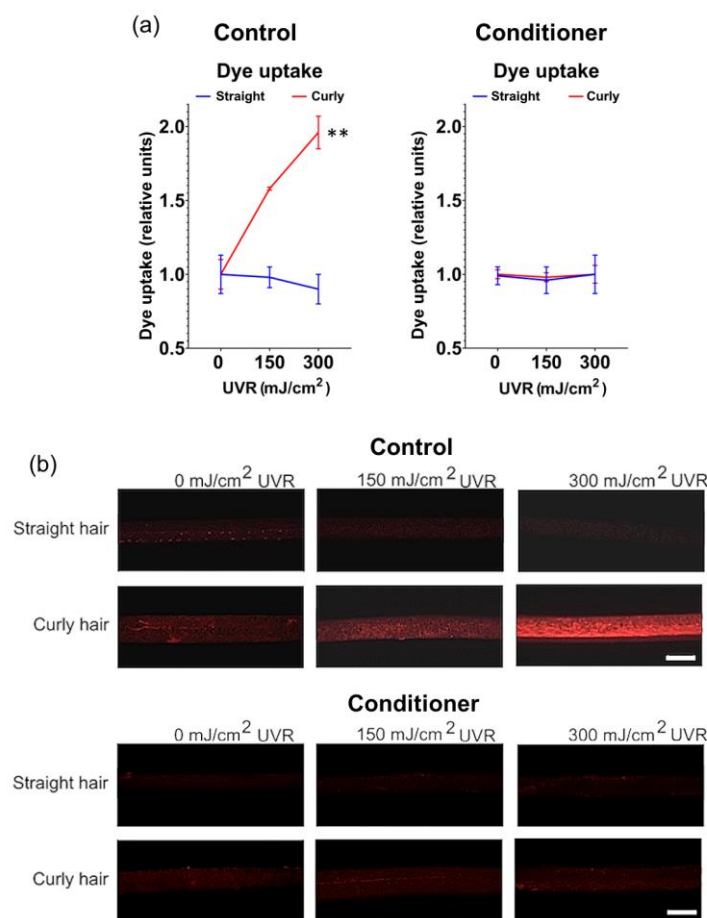 (a)
Control
Conditioner
Dye uptake
Dye uptake
Straight
Curly
Straight
Curly
Dye uptake (relative units)
2.0
1.5
1.0
0.5
**
0
150
300
UVR (mJ/cm²)
Dye uptake (relative units)
2.0
1.5
1.0
0.5
0
150
300
UVR (mJ/cm²)
(b)
Control
0 mJ/cm² UVR
150 mJ/cm² UVR
300 mJ/cm² UVR
Straight hair
Curly hair
Conditioner
0 mJ/cm² UVR
150 mJ/cm² UVR
300 mJ/cm² UVR
Straight hair
Curly hair